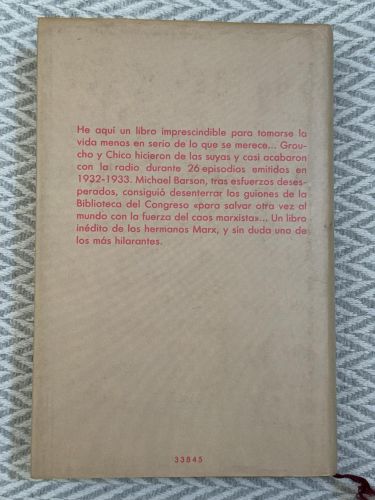 He aquí un libro imprescindible para tomarse la
vida menos en serio de lo que se merece... Grou-
cho y Chico hicieron de las suyas y casi acabaron
con la radio durante 26 episodios emitidos en
1932-1933. Michael Barson, tras esfuerzos deses-
perados, consiguió desenterrar los guiones de la
Biblioteca del Congreso «para salvar otra vez al
mundo con la fuerza del caos marxista»... Un libro
inédito de los hermanos Marx, y sin duda uno de
los más hilarantes.
33845